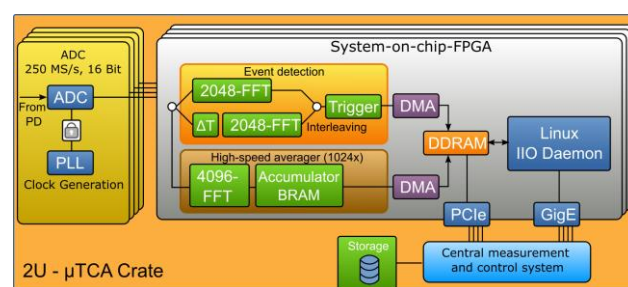 ADC
250 MS/s, 16 Bit
From
PD
ADC
PLL
Clock Generation
System-on-chip-FPGA
Event detection
2048-FFT
ΔT
2048-FFT
Interleaving
Trigger
DMA
High-speed averager (1024x)
4096-
FFT
Accumulator
BRAM
DMA
DDRAM
Linux
IIO Daemon
PCIe
GigE
Storage
Central measurement
and control system
2U - µTCA Crate